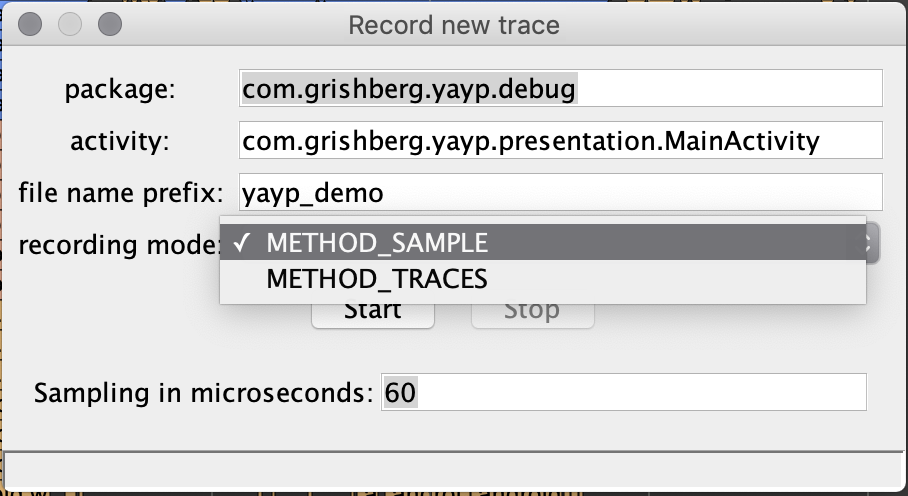 Record new trace
package: com.grishberg.yayp.debug
activity: com.grishberg.yayp.presentation.MainActivity
file name prefix: yayp_demo
recording mode: ✓ METHOD_SAMPLE
METHOD_TRACES
Start Stop
Sampling in microseconds: 60